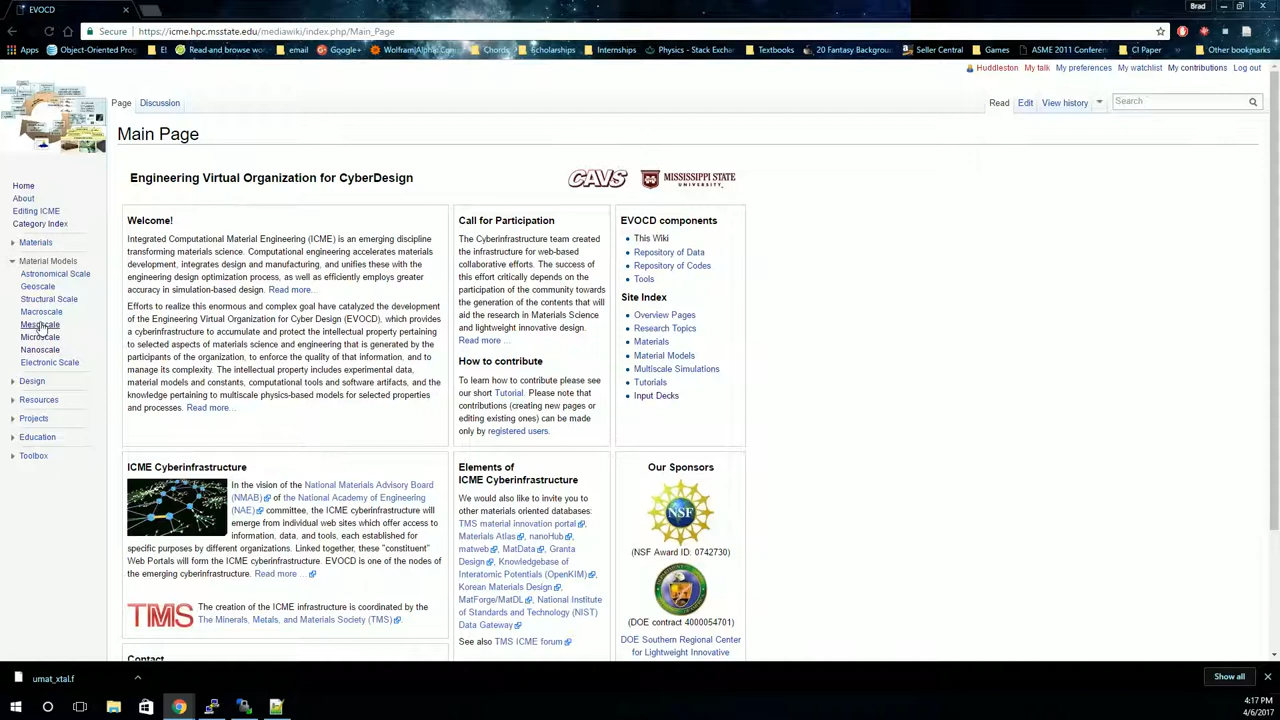 EVOCD
Brad
Secure
https://icme.hpc.msstate.edu/mediawiki/index.php/Main_Page
Apps
Object-Oriented Prog
Read and browse wor
email
Google+
Wolfram|Alpha: Com
Chords
Scholarships
Internships
Physics - Stack Exchan
Textbooks
20 Fantasy Backgrou
Seller Central
Games
ASME 2011 Conferen
CI Paper
Other bookmarks
Huddleston My talk My preferences My watchlist My contributions Log out
Page Discussion
Read Edit View history
Search
Main Page
Engineering Virtual Organization for CyberDesign
CAVS
MISSISSIPPI STATE
UNIVERSITY
Home
About
Editing ICME
Category Index
Materials
Material Models
Astronomical Scale
Geoscale
Structural Scale
Macroscale
Mesoscale
Microscale
Nanoscale
Electronic Scale
Design
Resources
Projects
Education
Toolbox
Welcome!
Integrated Computational Material Engineering (ICME) is an emerging discipline
transforming materials science. Computational engineering accelerates materials
development, integrates design and manufacturing, and unifies these with the
engineering design optimization process, as well as efficiently employs greater
accuracy in simulation-based design. Read more...
Efforts to realize this enormous and complex goal have catalyzed the development
of the Engineering Virtual Organization for Cyber Design (EVOCD), which provides
a cyberinfrastructure to accumulate and protect the intellectual property pertaining
to selected aspects of materials science and engineering that is generated by the
participants of the organization, to enforce the quality of that information, and to
manage its complexity. The intellectual property includes experimental data,
material models and constants, computational tools and software artifacts, and the
knowledge pertaining to multiscale physics-based models for selected properties
and processes. Read more...
Call for Participation
The Cyberinfrastructure team created
the infrastructure for web-based
collaborative efforts. The success of
this effort critically depends on the
participation of the community towards
the generation of the contents that will
aid the research in Materials Science
and lightweight innovative design.
Read more ...
How to contribute
To learn how to contribute please see
our short Tutorial. Please note that
contributions (creating new pages or
editing existing ones) can be made
only by registered users.
EVOCD components
This Wiki
Repository of Data
Repository of Codes
Tools
Site Index
Overview Pages
Research Topics
Materials
Material Models
Multiscale Simulations
Tutorials
Input Decks
ICME Cyberinfrastructure
In the vision of the National Materials Advisory Board
(NMAB) of the National Academy of Engineering
(NAE) committee, the ICME cyberinfrastructure will
emerge from individual web sites which offer access to
information, data, and tools, each established for
specific purposes by different organizations. Linked together, these "constituent"
Web Portals will form the ICME cyberinfrastructure. EVOCD is one of the nodes of
the emerging cyberinfrastructure. Read more ...
TMS
The creation of the ICME infrastructure is coordinated by the
The Minerals, Metals, and Materials Society (TMS).
Contact
Elements of
ICME Cyberinfrastructure
We would also like to invite you to
other materials oriented databases:
TMS material innovation portal,
Materials Atlas, nanoHub,
matweb, MatData, Granta
Design, Knowledgebase of
Interatomic Potentials (OpenKIM),
Korean Materials Design,
MatForge/MatDL, National Institute
of Standards and Technology (NIST)
Data Gateway
See also TMS ICME forum
Our Sponsors
NSF
(NSF Award ID: 0742730)
(DOE contract 4000054701)
DOE Southern Regional Center
for Lightweight Innovative
umat_xtal.f
Show all
4:17 PM
4/6/2017